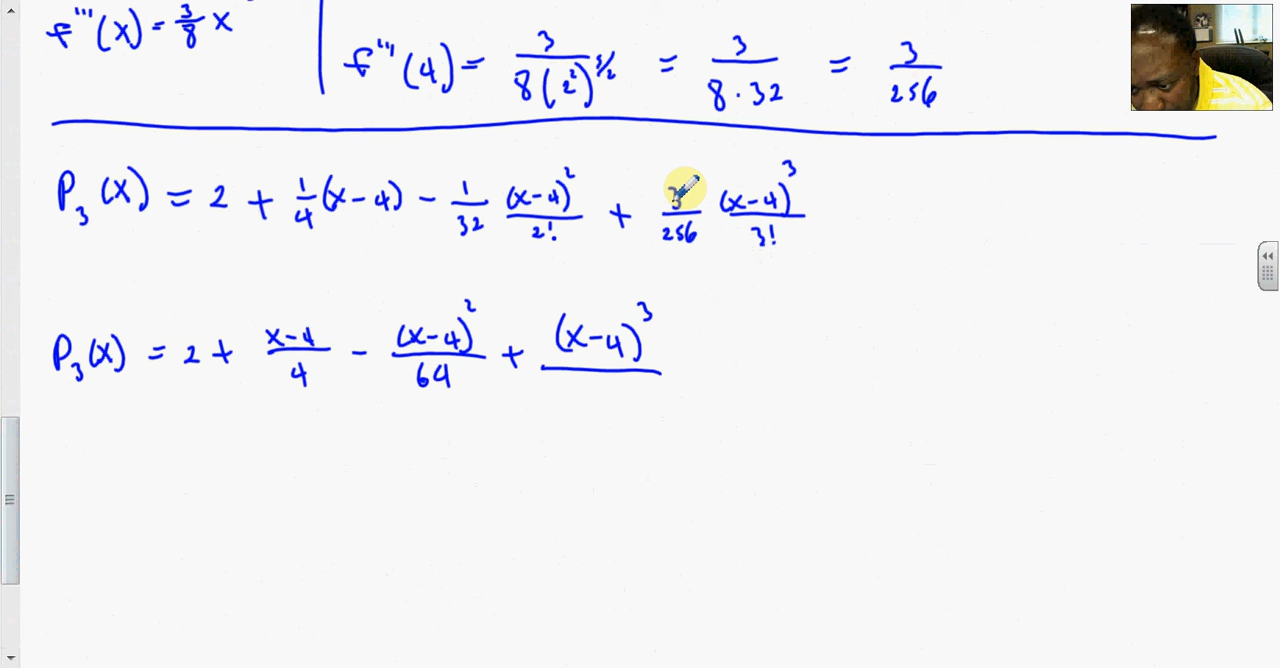 f'''(x) = 3/8 x
f'''(4) = 3/8(2²)^5/2 = 3/8·32 = 3/256
P₃(x) = 2 + 1/4(x-4) - 1/32 (x-4)²/2! + 3/256 (x-4)³/3!
P₃(x) = 2 + x-4/4 - (x-4)²/64 + (x-4)³/